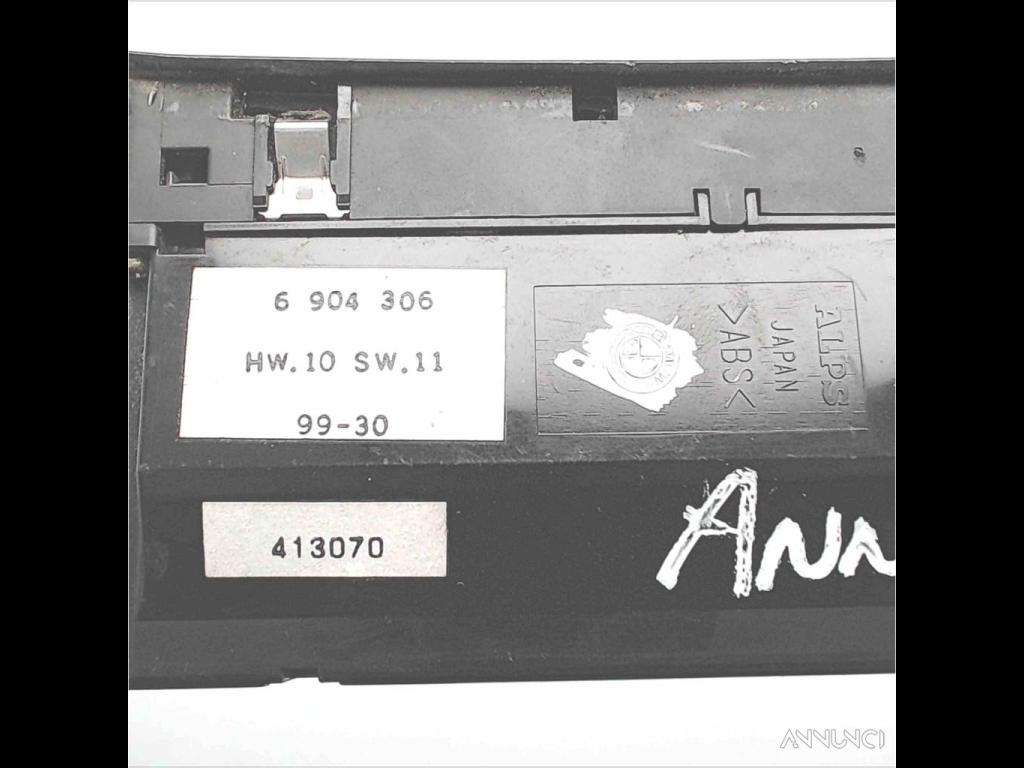 6 904 306
HW.10 SW.11
99-30
ALPS
JAPAN
>ABS<
413070
ANN
ANNUNCI